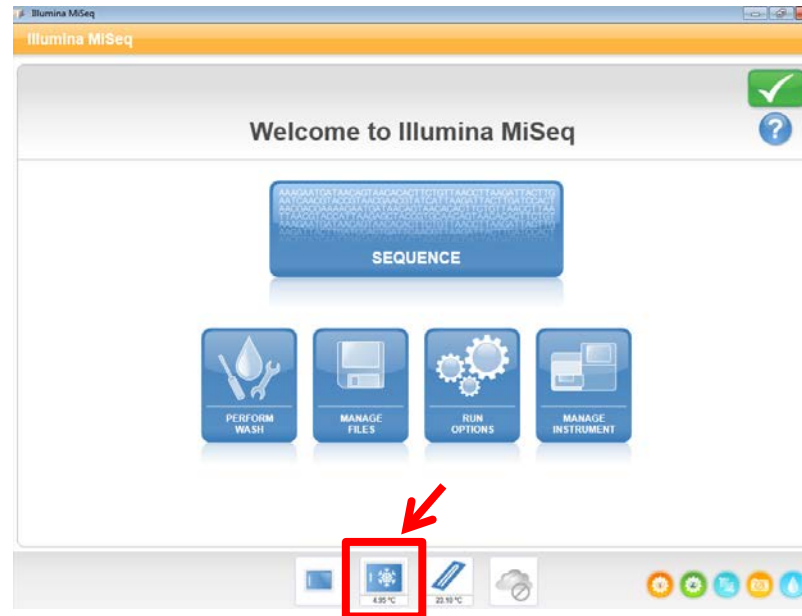 Illumina MiSeq
Illumina MiSeq
Welcome to Illumina MiSeq
?
SEQUENCE
PERFORM
WASH
MANAGE
FILES
RUN
OPTIONS
MANAGE
INSTRUMENT
4.95 °C
23.10 °C